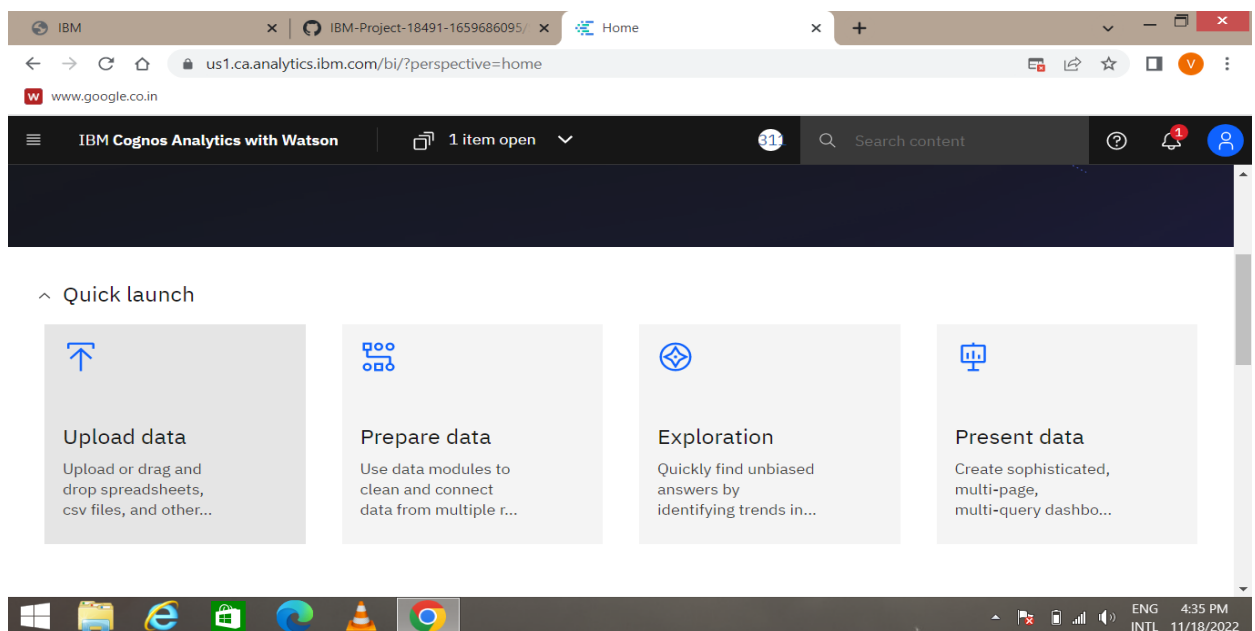 IBM
IBM-Project-18491-1659686095/
Home
us1.ca.analytics.ibm.com/bi/?perspective=home
V
w www.google.co.in
IBM Cognos Analytics with Watson
1 item open
311
Search content
1
Quick launch
Upload data
Upload or drag and
drop spreadsheets,
csv files, and other...
Prepare data
Use data modules to
clean and connect
data from multiple r...
Exploration
Quickly find unbiased
answers by
identifying trends in...
Present data
Create sophisticated,
multi-page,
multi-query dashbo...
ENG 4:35 PM
INTL 11/18/2022